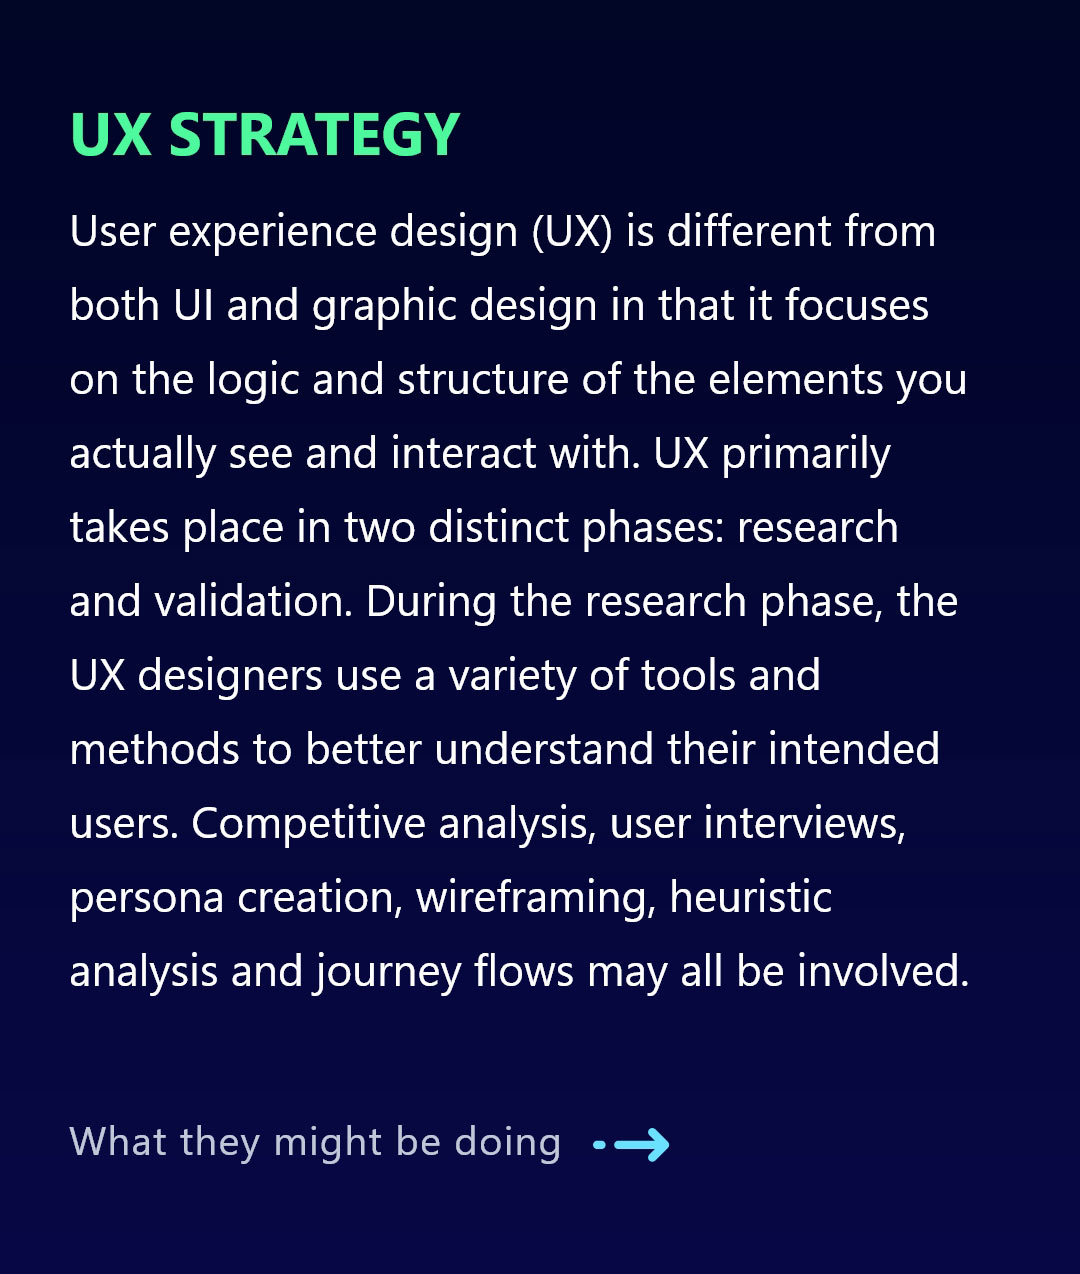 UX STRATEGY
User experience design (UX) is different from
both UI and graphic design in that it focuses
on the logic and structure of the elements you
actually see and interact with. UX primarily
takes place in two distinct phases: research
and validation. During the research phase, the
UX designers use a variety of tools and
methods to better understand their intended
users. Competitive analysis, user interviews,
persona creation, wireframing, heuristic
analysis and journey flows may all be involved.
What they might be doing